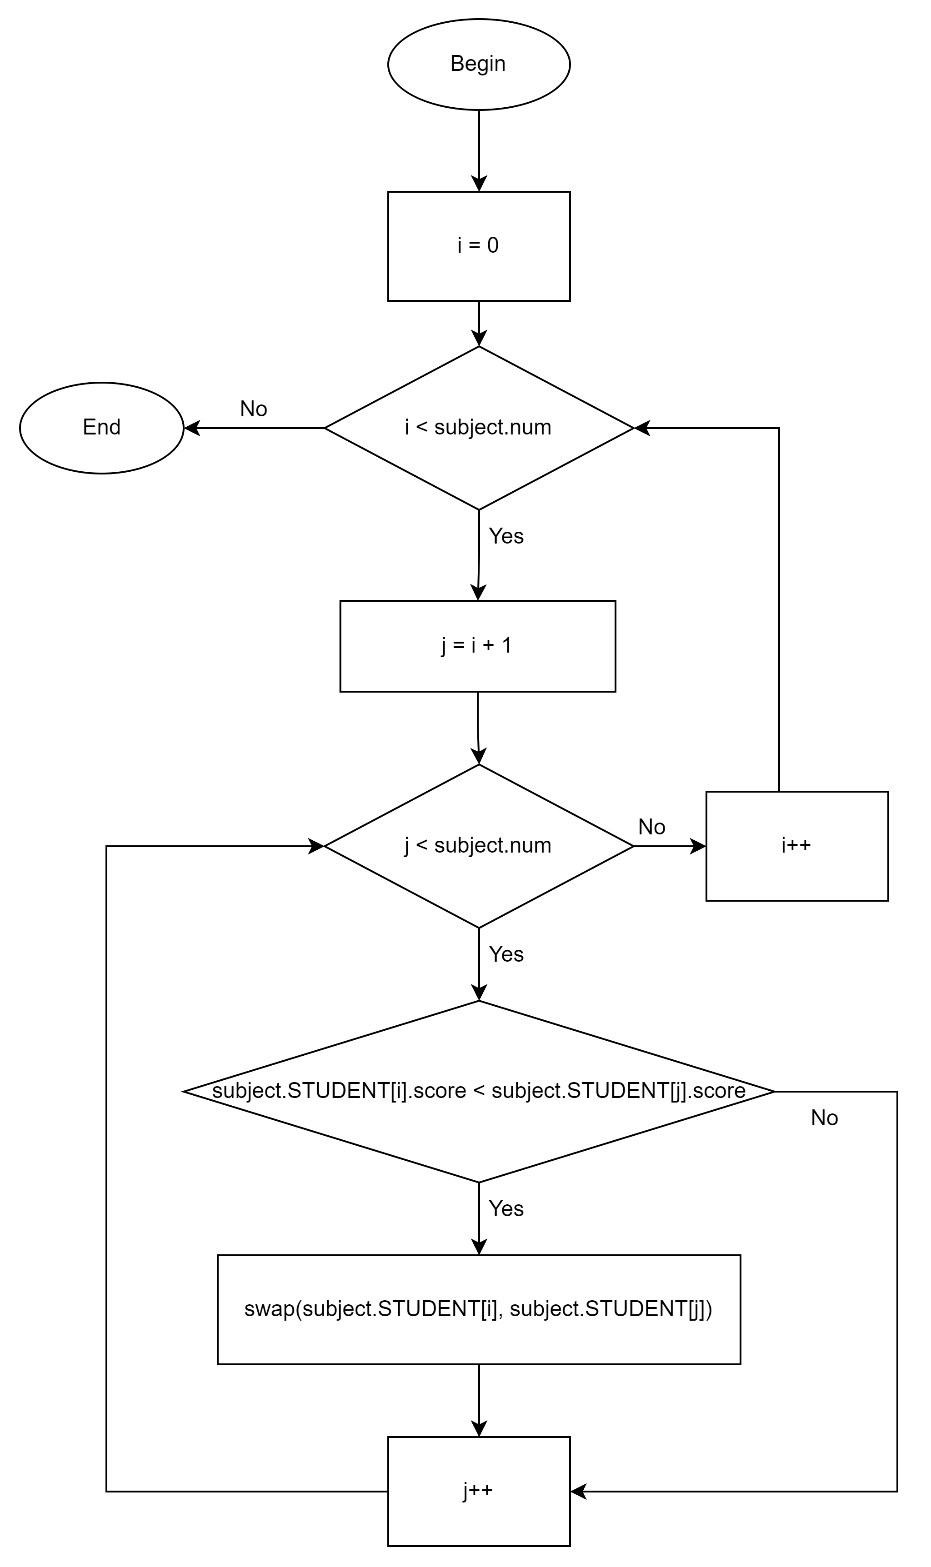 Begin
i = 0
i < subject.num
No
End
Yes
j = i + 1
j < subject.num
No
i++
Yes
subject.STUDENT[i].score < subject.STUDENT[j].score
No
Yes
swap(subject.STUDENT[i], subject.STUDENT[j])
j++